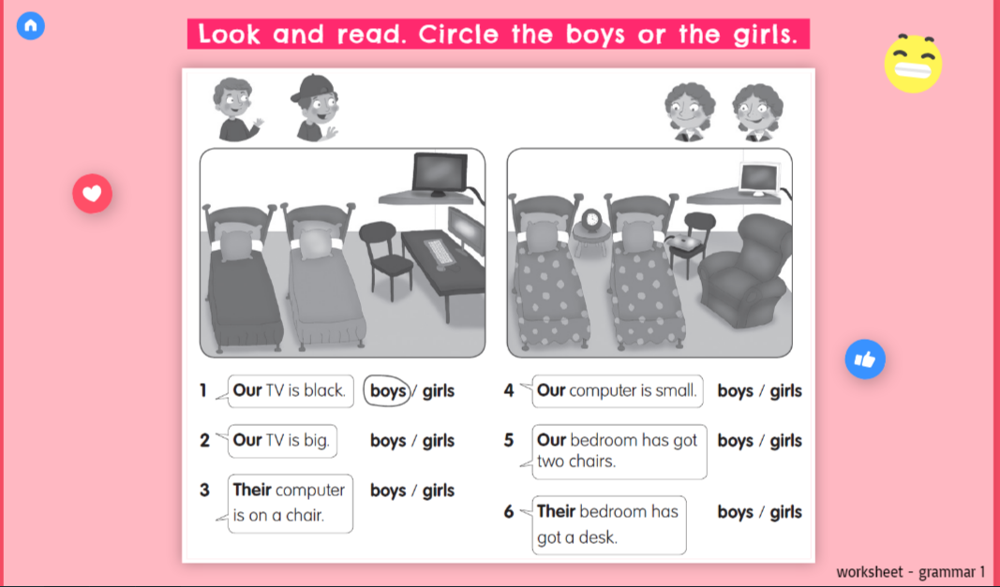 Look and read. Circle the boys or the girls.
1 Our TV is black. boys / girls
2 Our TV is big. boys / girls
3 Their computer boys / girls
is on a chair.
4 Our computer is small. boys / girls
5 Our bedroom has got boys / girls
two chairs.
6 Their bedroom has boys / girls
got a desk.
worksheet - grammar 1